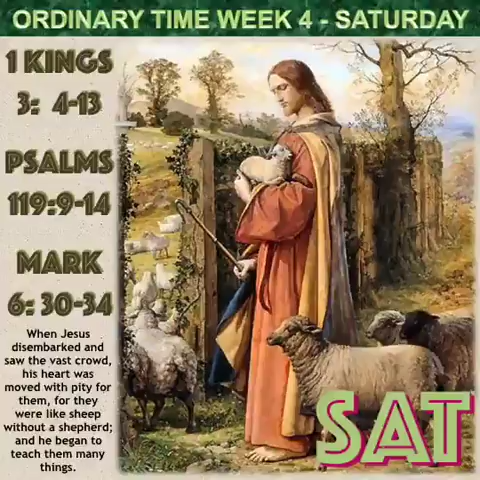 ORDINARY TIME WEEK 4 - SATURDAY
1 KINGS
3: 4-13
PSALMS
119:9-14
MARK
6: 30-34
When Jesus
disembarked and
saw the vast crowd,
his heart was
moved with pity for
them, for they
were like sheep
without a shepherd;
and he began to
teach them many
things.
SAT